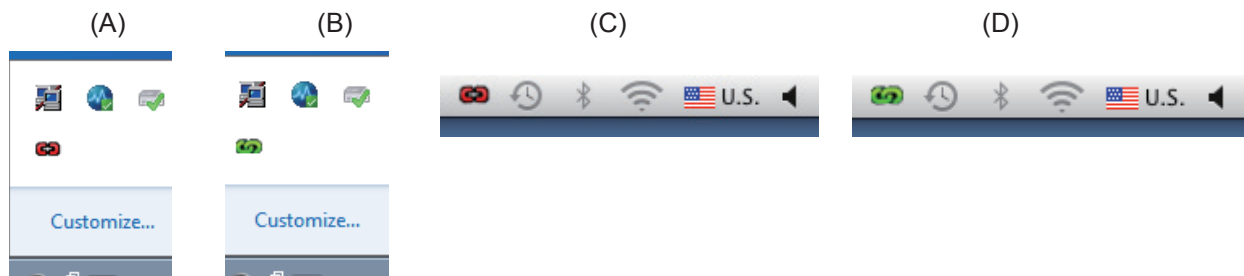 (A) (B) (C) (D)
U.S. U.S.
Customize... Customize...